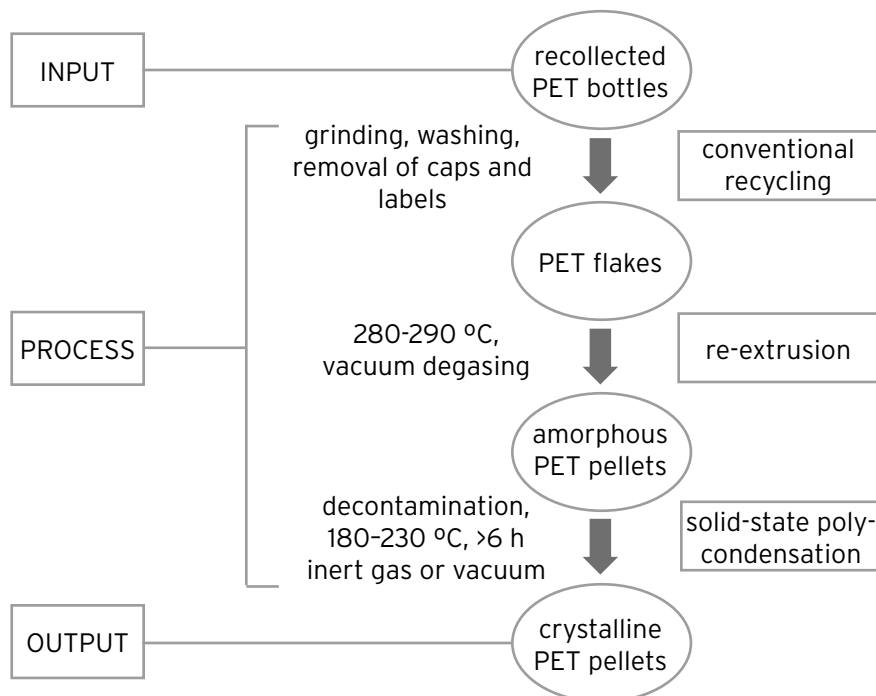 INPUT
recollected
PET bottles
grinding, washing,
removal of caps and
labels
conventional
recycling
PET flakes
PROCESS
280-290 ºC,
vacuum degasing
re-extrusion
amorphous
PET pellets
decontamination,
180–230 ºC, >6 h
inert gas or vacuum
solid-state poly-
condensation
OUTPUT
crystalline
PET pellets